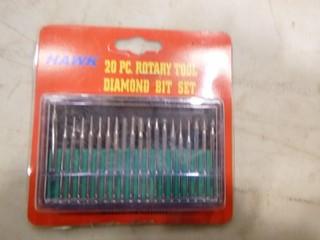 HAWK
20 PC. ROTARY TOOL
DIAMOND BIT SET